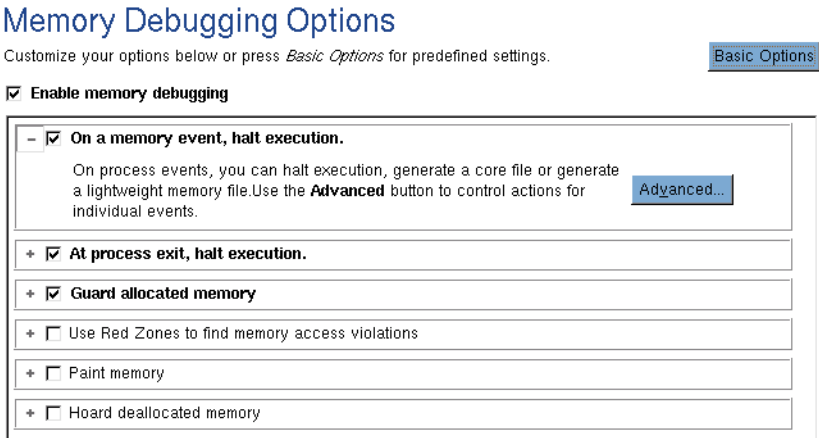 Memory Debugging Options
Customize your options below or press Basic Options for predefined settings.
Basic Options
Enable memory debugging
On a memory event, halt execution.
On process events, you can halt execution, generate a core file or generate
a lightweight memory file.Use the Advanced button to control actions for
individual events.
Advanced...
At process exit, halt execution.
Guard allocated memory
Use Red Zones to find memory access violations
Paint memory
Hoard deallocated memory